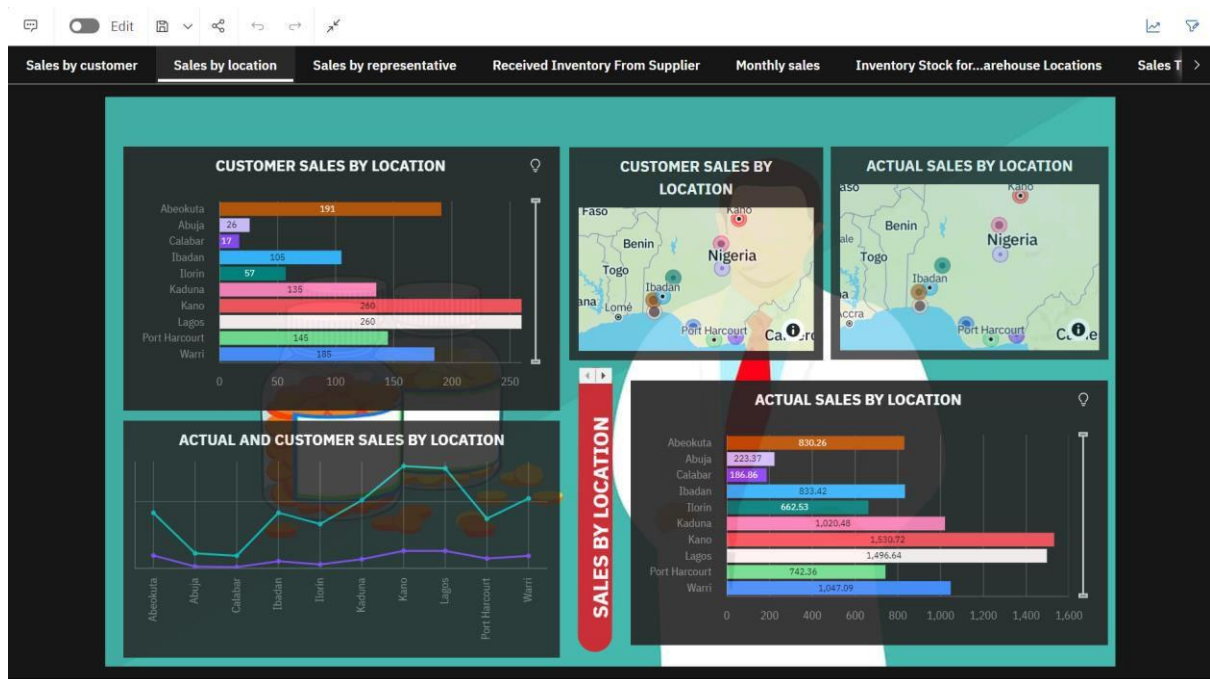 Edit
Sales by customer
Sales by location
Sales by representative
Received Inventory From Supplier
Monthly sales
Inventory Stock for...arehouse Locations
Sales T
CUSTOMER SALES BY LOCATION
Abeokuta
191
Abuja
26
Calabar
17
Ibadan
105
Ilorin
57
Kaduna
135
Kano
260
Lagos
260
Port Harcourt
145
Warri
185
0 50 100 150 200 250
CUSTOMER SALES BY
LOCATION
Faso
Kano
Benin
Nigeria
Togo
Ibadan
ana
Lomé
Port Harcourt
ACTUAL SALES BY LOCATION
aso
Kano
Benin
Nigeria
ale
Togo
Ibadan
Accra
Port Harcourt
ACTUAL AND CUSTOMER SALES BY LOCATION
Abeokuta
Abuja
Calabar
Ibadan
Ilorin
Kaduna
Kano
Lagos
Port Harcourt
Warri
SALES BY LOCATION
ACTUAL SALES BY LOCATION
Abeokuta
830.26
Abuja
223.37
Calabar
186.86
Ibadan
833.42
Ilorin
662.53
Kaduna
1,020.48
Kano
1,530.72
Lagos
1,496.64
Port Harcourt
742.36
Warri
1,047.09
0 200 400 600 800 1,000 1,200 1,400 1,600